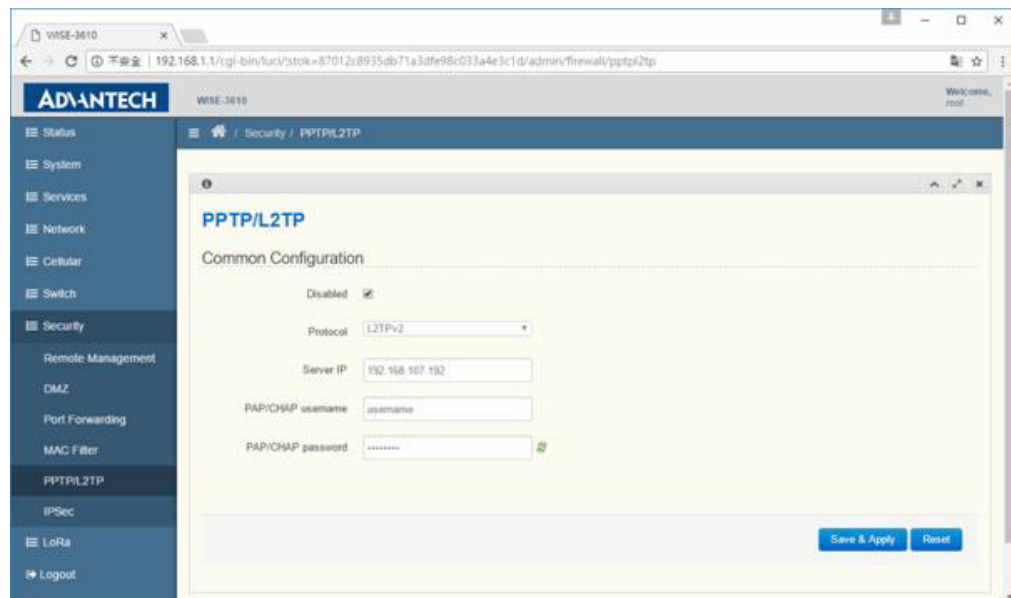 WISE-3610
不安全 192.168.1.1/cgi-bin/luci/;stok=87012c8935db71a3dfe98c033a4e3c1d/admin/firewall/pptpl2tp
ADVANTECH
WISE-3610
Welcome,
root
Status
/ Security / PPTP/L2TP
System
Services
Network
Cellular
Switch
Security
Remote Management
DMZ
Port Forwarding
MAC Filter
PPTP/L2TP
IPSec
LoRa
Logout
PPTP/L2TP
Common Configuration
Disabled
Protocol L2TPv2
Server IP 192.168.107.192
PAP/CHAP username username
PAP/CHAP password ••••••••
Save & Apply Reset